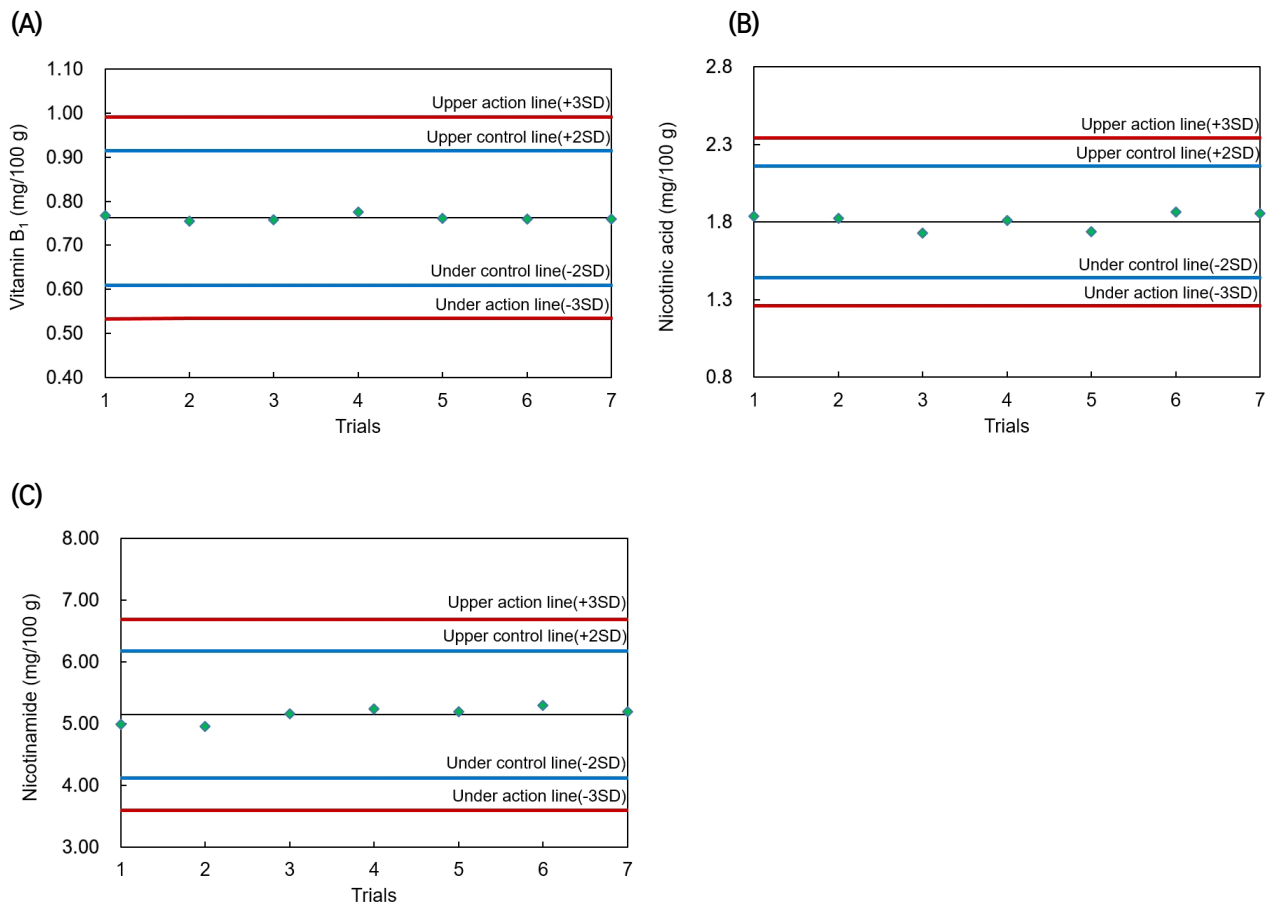 (A)
1.10
1.00
0.90
0.80
0.70
0.60
0.50
0.40
Vitamin B₁ (mg/100 g)
Upper action line(+3SD)
Upper control line(+2SD)
Under control line(-2SD)
Under action line(-3SD)
1 2 3 4 5 6 7
Trials
(B)
2.8
2.3
1.8
1.3
0.8
Nicotinic acid (mg/100 g)
Upper action line(+3SD)
Upper control line(+2SD)
Under control line(-2SD)
Under action line(-3SD)
1 2 3 4 5 6 7
Trials
(C)
8.00
7.00
6.00
5.00
4.00
3.00
Nicotinamide (mg/100 g)
Upper action line(+3SD)
Upper control line(+2SD)
Under control line(-2SD)
Under action line(-3SD)
1 2 3 4 5 6 7
Trials